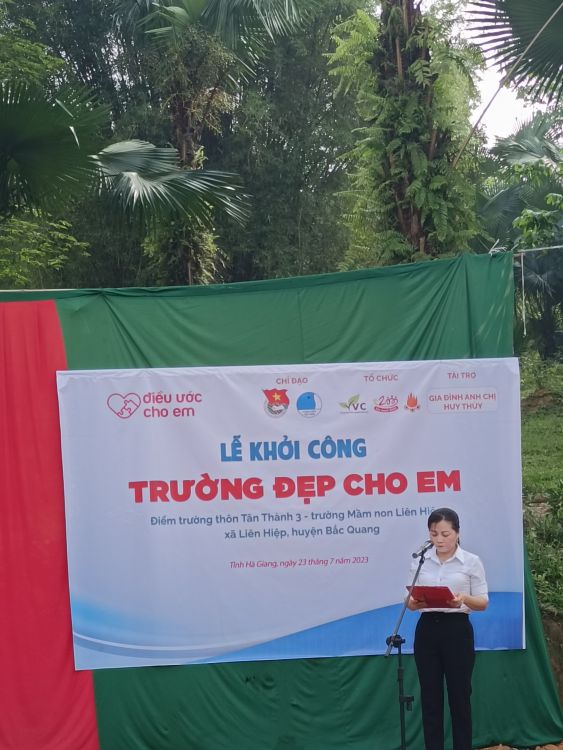 điều ước
cho em
CHỈ ĐẠO
TỔ CHỨC
TÀI TRỢ
VC
GIA ĐÌNH ANH CHỊ
HUY THUỶ
LỄ KHỞI CÔNG
TRƯỜNG ĐẸP CHO EM
Điểm trường thôn Tân Thành 3 - trường Mầm non Liên
xã Liên Hiệp, huyện Bắc Quang
Tỉnh Hà Giang, ngày 23 tháng 7 năm 2023